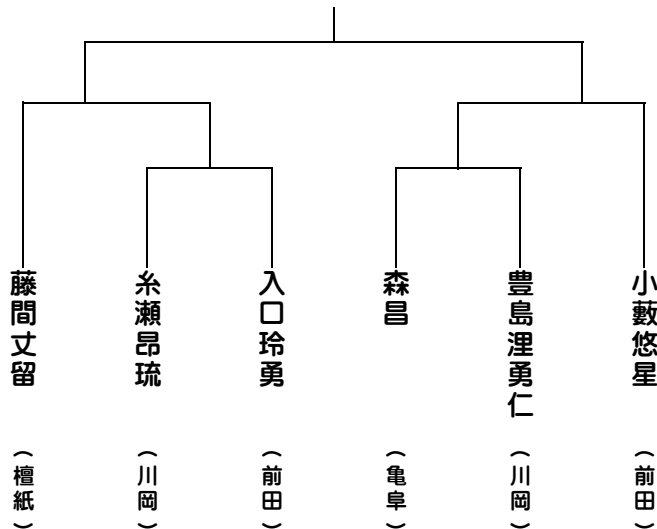 藤間丈留
（檀紙）
糸瀬昂琉
（川岡）
入口玲勇
（前田）
森昌
（亀阜）
豊島浬勇仁
（川岡）
小藪悠星
（前田）